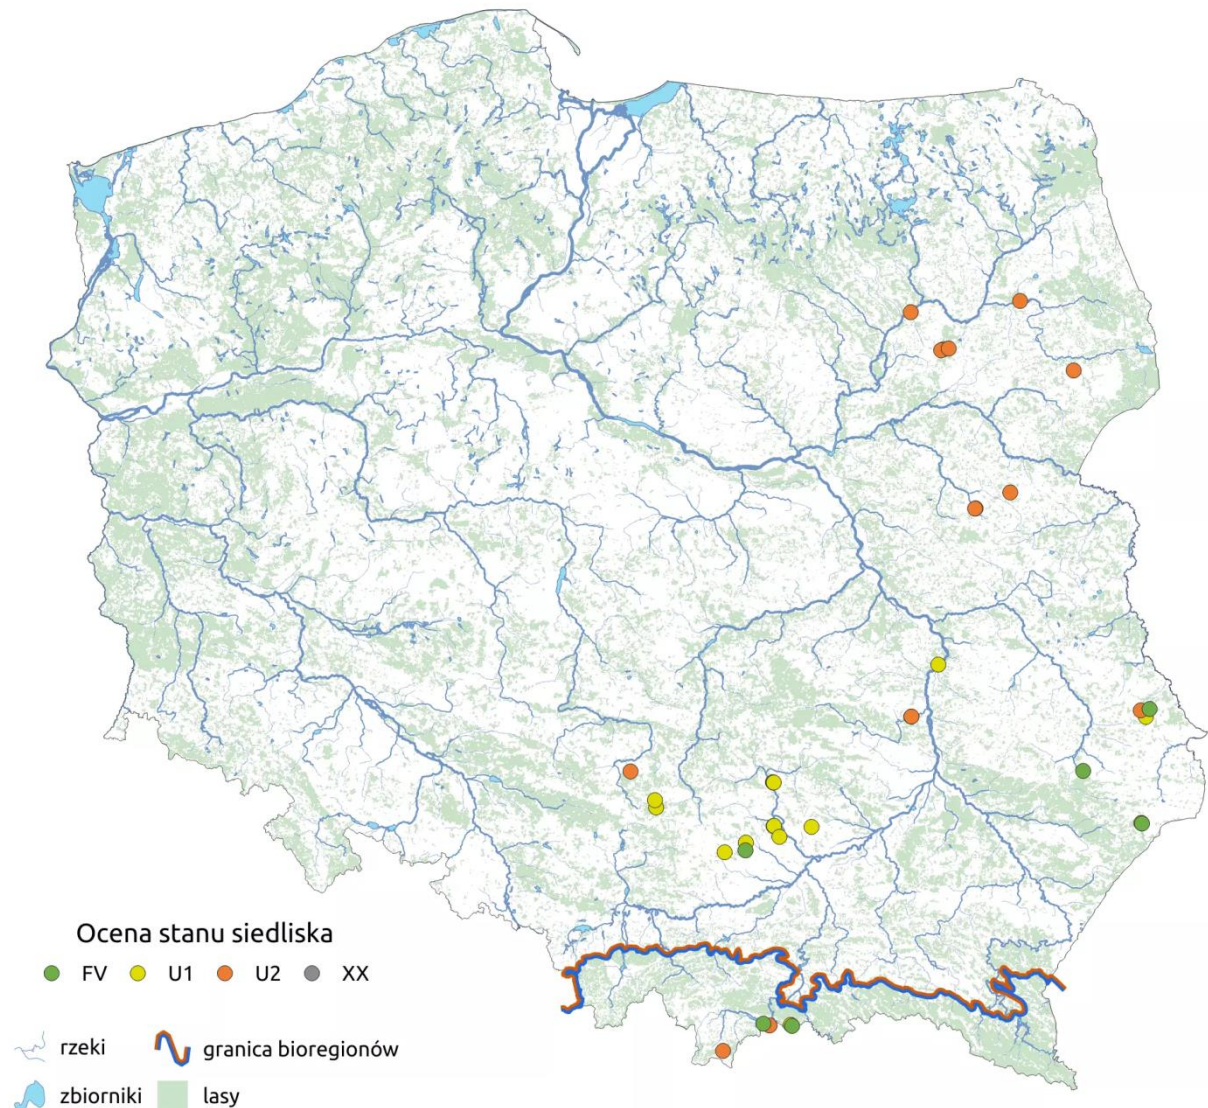 Ocena stanu siedliska
FV U1 U2 XX
rzeki granica bioregionów
zbiorniki lasy